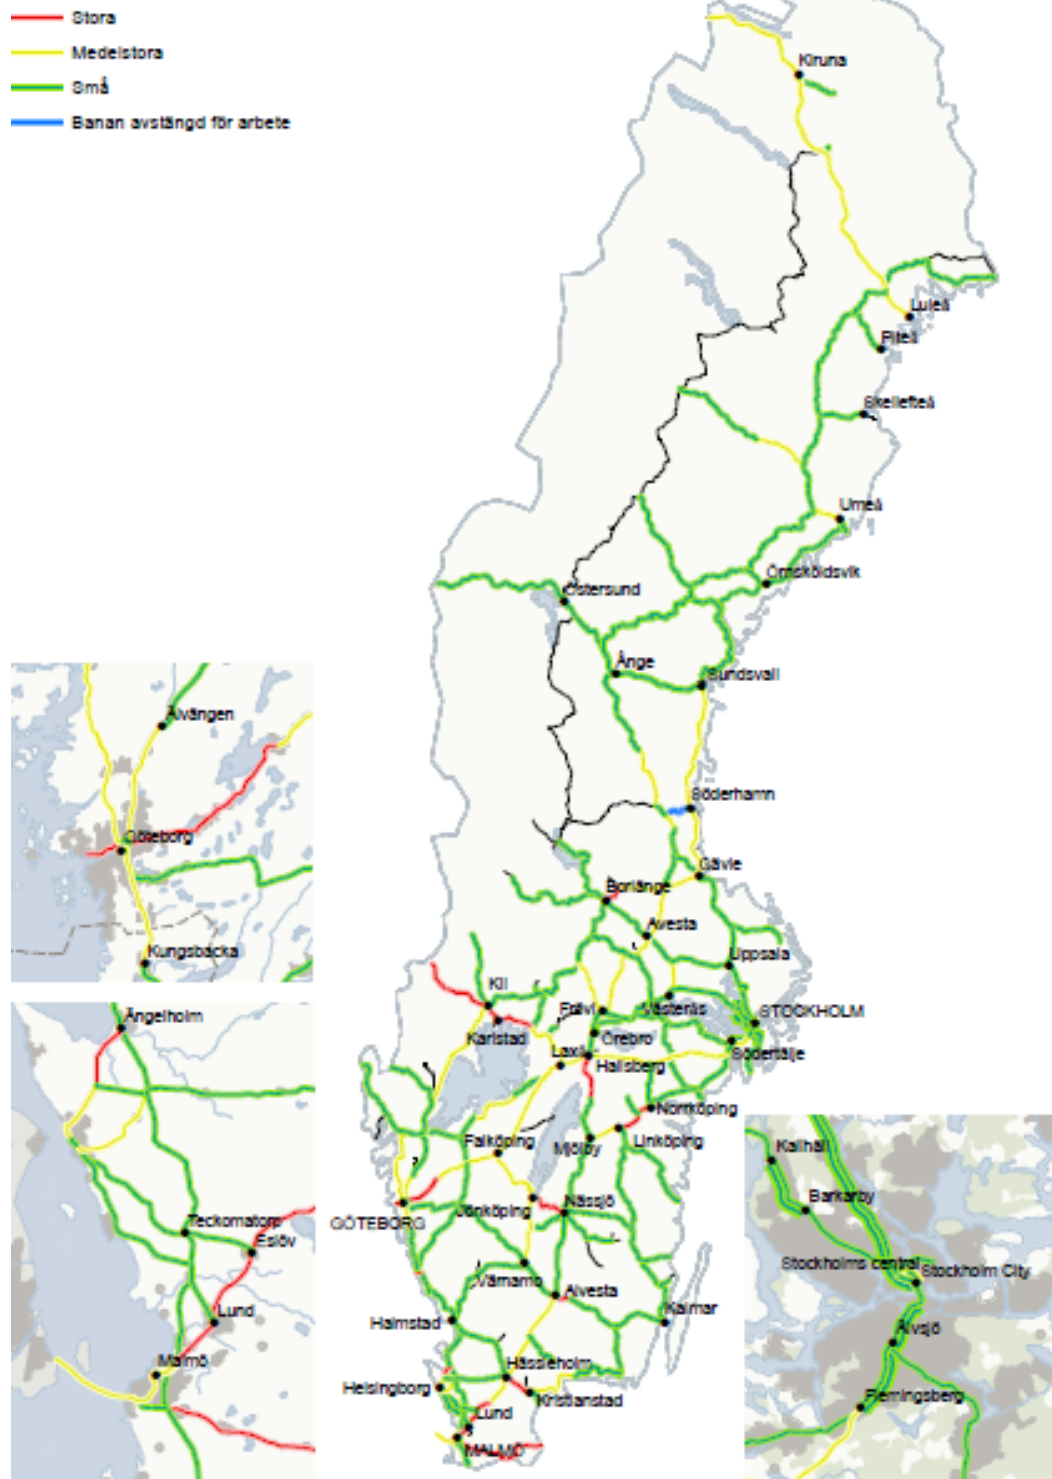 Stora
Medelstora
Små
Banan avstängd för arbete
Kiruna
Luleå
Piteå
Skellefteå
Umeå
Örnsköldsvik
Östersund
Ånge
Sundsvall
Söderhamn
Gävle
Borlänge
Avesta
Uppsala
Kil
Frövi
Västerås
STOCKHOLM
Karlstad
Örebro
Södertälje
Laxå
Hallsberg
Norrköping
Mjölby
Linköping
Falköping
GÖTEBORG
Jönköping
Nässjö
Värnamo
Alvesta
Halmstad
Kalmar
Hässleholm
Helsingborg
Kristianstad
Lund
MALMÖ
Älvängen
Göteborg
Kungsbacka
Ängelholm
Teckomatorp
Eslöv
Lund
Malmö
Kallhäll
Barkarby
Stockholms central
Stockholm City
Älvsjö
Flemingsberg